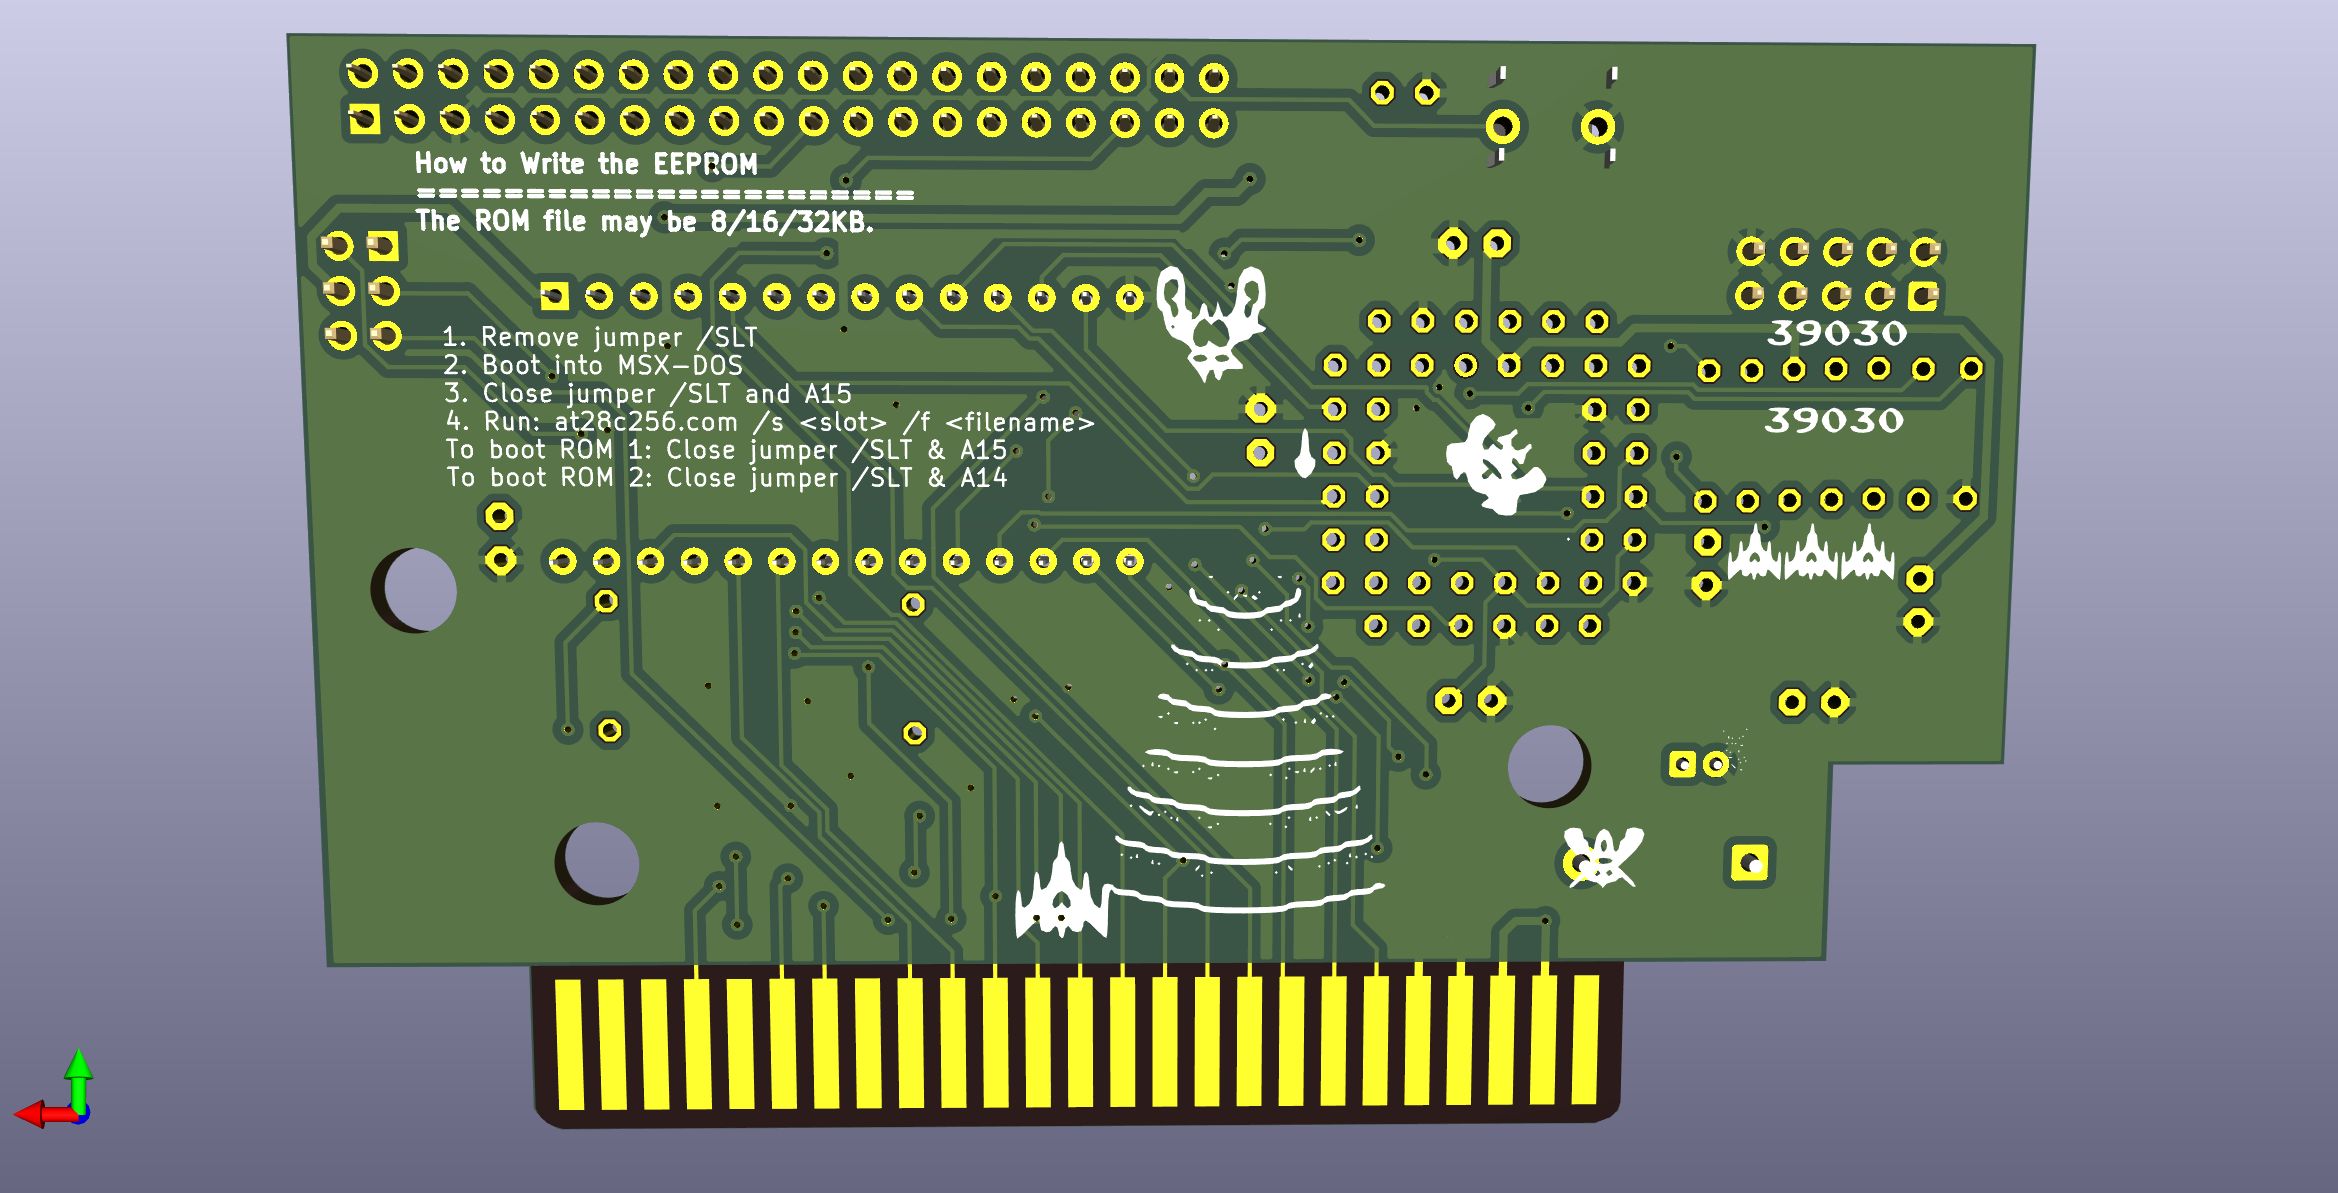 How to Write the EEPROM
=======================
The ROM file may be 8/16/32KB.
1. Remove jumper /SLT
2. Boot into MSX-DOS
3. Close jumper /SLT and A15
4. Run: at28c256.com /s <slot> /f <filename>
To boot ROM 1: Close jumper /SLT & A15
To boot ROM 2: Close jumper /SLT & A14
39030
39030